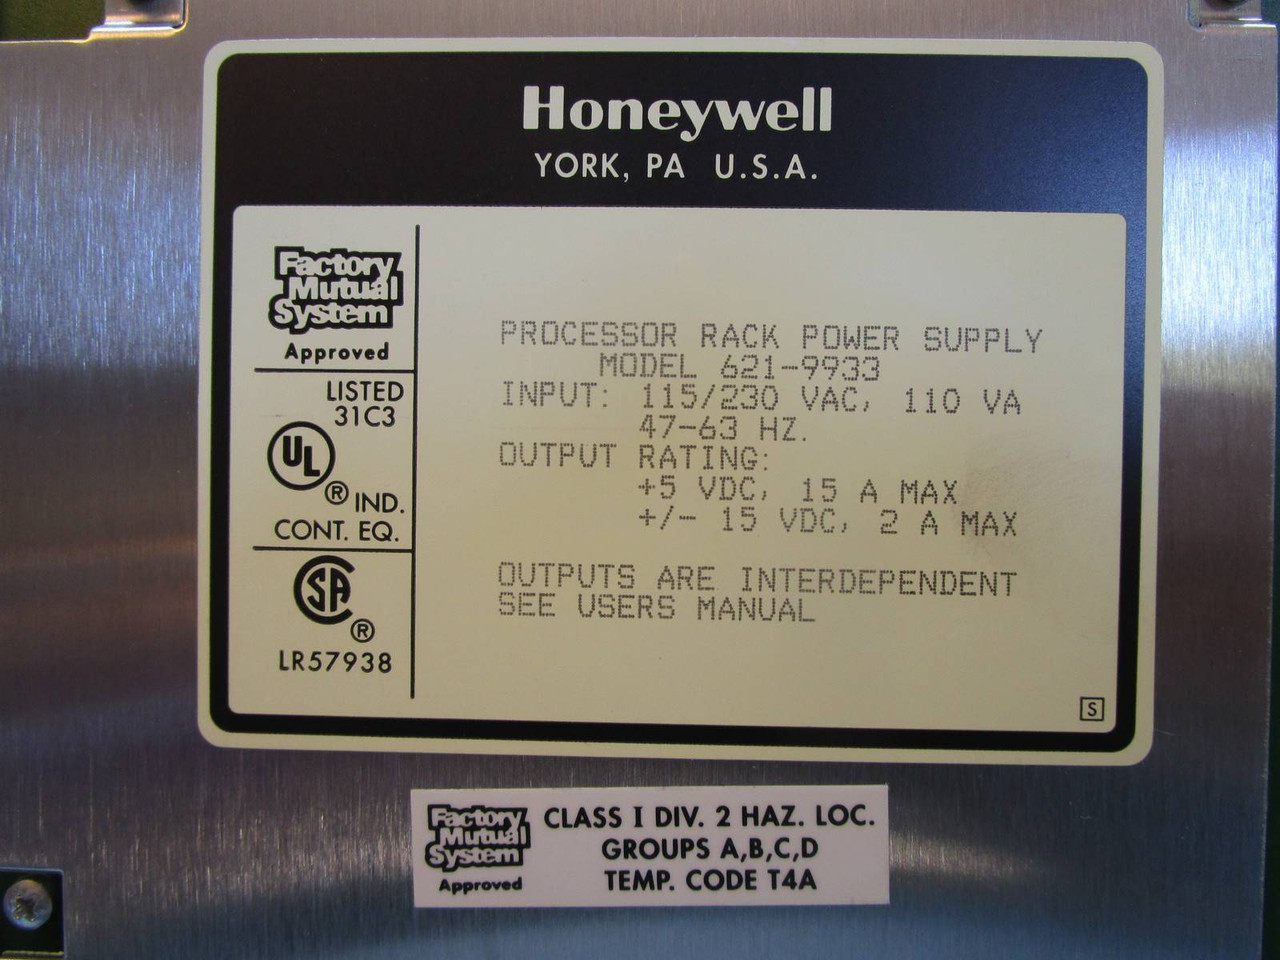 Honeywell
YORK, PA U.S.A.
Factory
Mutual
System
Approved
LISTED
31C3
UL
® IND.
CONT. EQ.
SA
®
LR57938
PROCESSOR RACK POWER SUPPLY
MODEL 621-9933
INPUT: 115/230 VAC, 110 VA
47-63 HZ.
OUTPUT RATING:
+5 VDC, 15 A MAX
+/- 15 VDC, 2 A MAX
OUTPUTS ARE INTERDEPENDENT
SEE USERS MANUAL
S
Factory
Mutual
System
Approved
CLASS I DIV. 2 HAZ. LOC.
GROUPS A,B,C,D
TEMP. CODE T4A